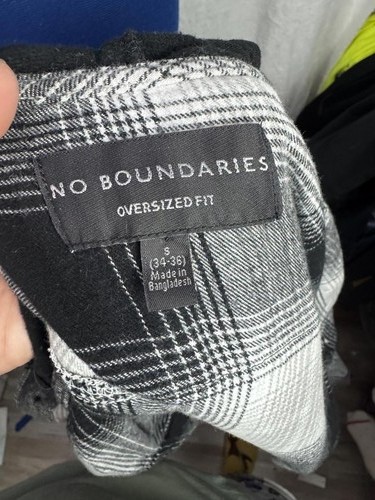 NO BOUNDARIES
OVERSIZED FIT
S
(34-36)
Made in
Bangladesh